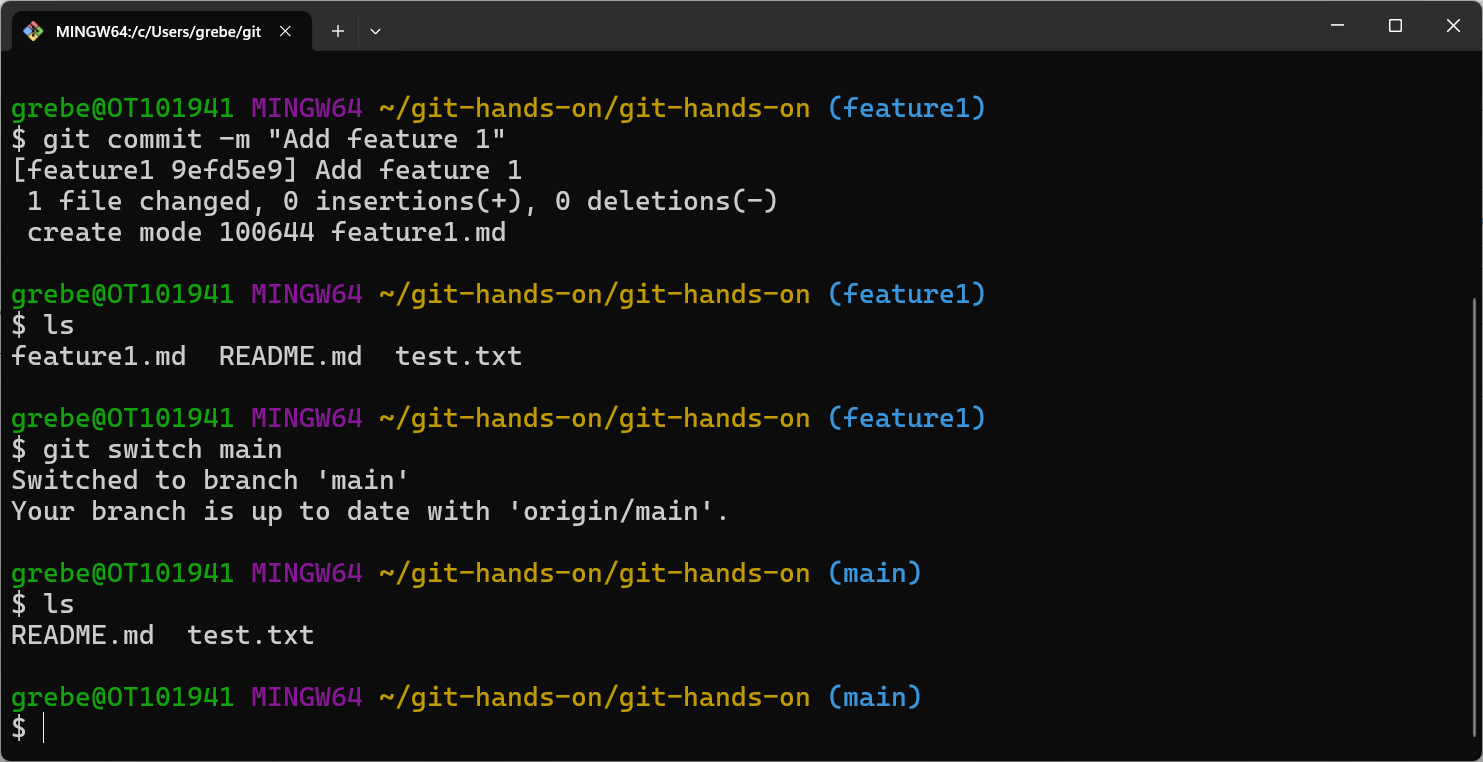 MINGW64:/c/Users/grebe/git
grebe@OT101941 MINGW64 ~/git-hands-on/git-hands-on (feature1)
$ git commit -m "Add feature 1"
[feature1 9efd5e9] Add feature 1
 1 file changed, 0 insertions(+), 0 deletions(-)
 create mode 100644 feature1.md
grebe@OT101941 MINGW64 ~/git-hands-on/git-hands-on (feature1)
$ ls
feature1.md  README.md  test.txt
grebe@OT101941 MINGW64 ~/git-hands-on/git-hands-on (feature1)
$ git switch main
Switched to branch 'main'
Your branch is up to date with 'origin/main'.
grebe@OT101941 MINGW64 ~/git-hands-on/git-hands-on (main)
$ ls
README.md  test.txt
grebe@OT101941 MINGW64 ~/git-hands-on/git-hands-on (main)
$